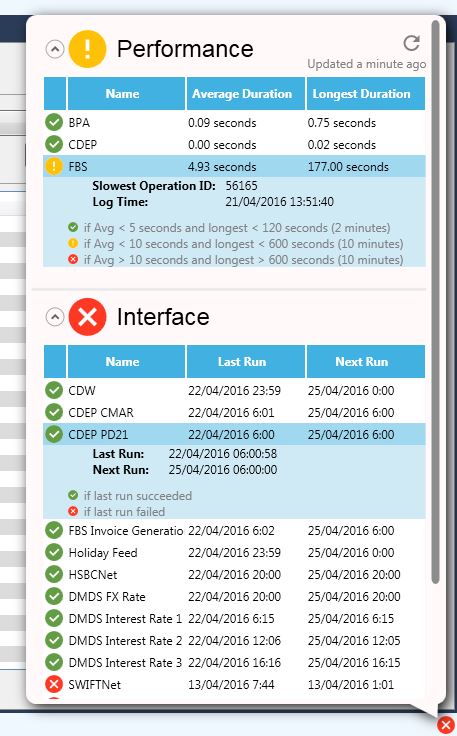 Performance
Updated a minute ago
Name Average Duration Longest Duration
BPA 0.09 seconds 0.75 seconds
CDEP 0.00 seconds 0.02 seconds
FBS 4.93 seconds 177.00 seconds
Slowest Operation ID: 56165
Log Time: 21/04/2016 13:51:40
if Avg < 5 seconds and longest < 120 seconds (2 minutes)
if Avg < 10 seconds and longest < 600 seconds (10 minutes)
if Avg > 10 seconds and longest > 600 seconds (10 minutes)
Interface
Name Last Run Next Run
CDW 22/04/2016 23:59 25/04/2016 0:00
CDEP CMAR 22/04/2016 6:01 25/04/2016 6:00
CDEP PD21 22/04/2016 6:00 25/04/2016 6:00
Last Run: 22/04/2016 06:00:58
Next Run: 25/04/2016 06:00:00
if last run succeeded
if last run failed
FBS Invoice Generatio 22/04/2016 6:02 25/04/2016 6:00
Holiday Feed 22/04/2016 23:59 25/04/2016 0:00
HSBCNet 22/04/2016 20:00 25/04/2016 20:00
DMDS FX Rate 22/04/2016 20:00 25/04/2016 20:00
DMDS Interest Rate 1 22/04/2016 6:15 25/04/2016 6:15
DMDS Interest Rate 2 22/04/2016 12:06 25/04/2016 12:05
DMDS Interest Rate 3 22/04/2016 16:16 25/04/2016 16:15
SWIFTNet 13/04/2016 7:44 13/04/2016 1:01